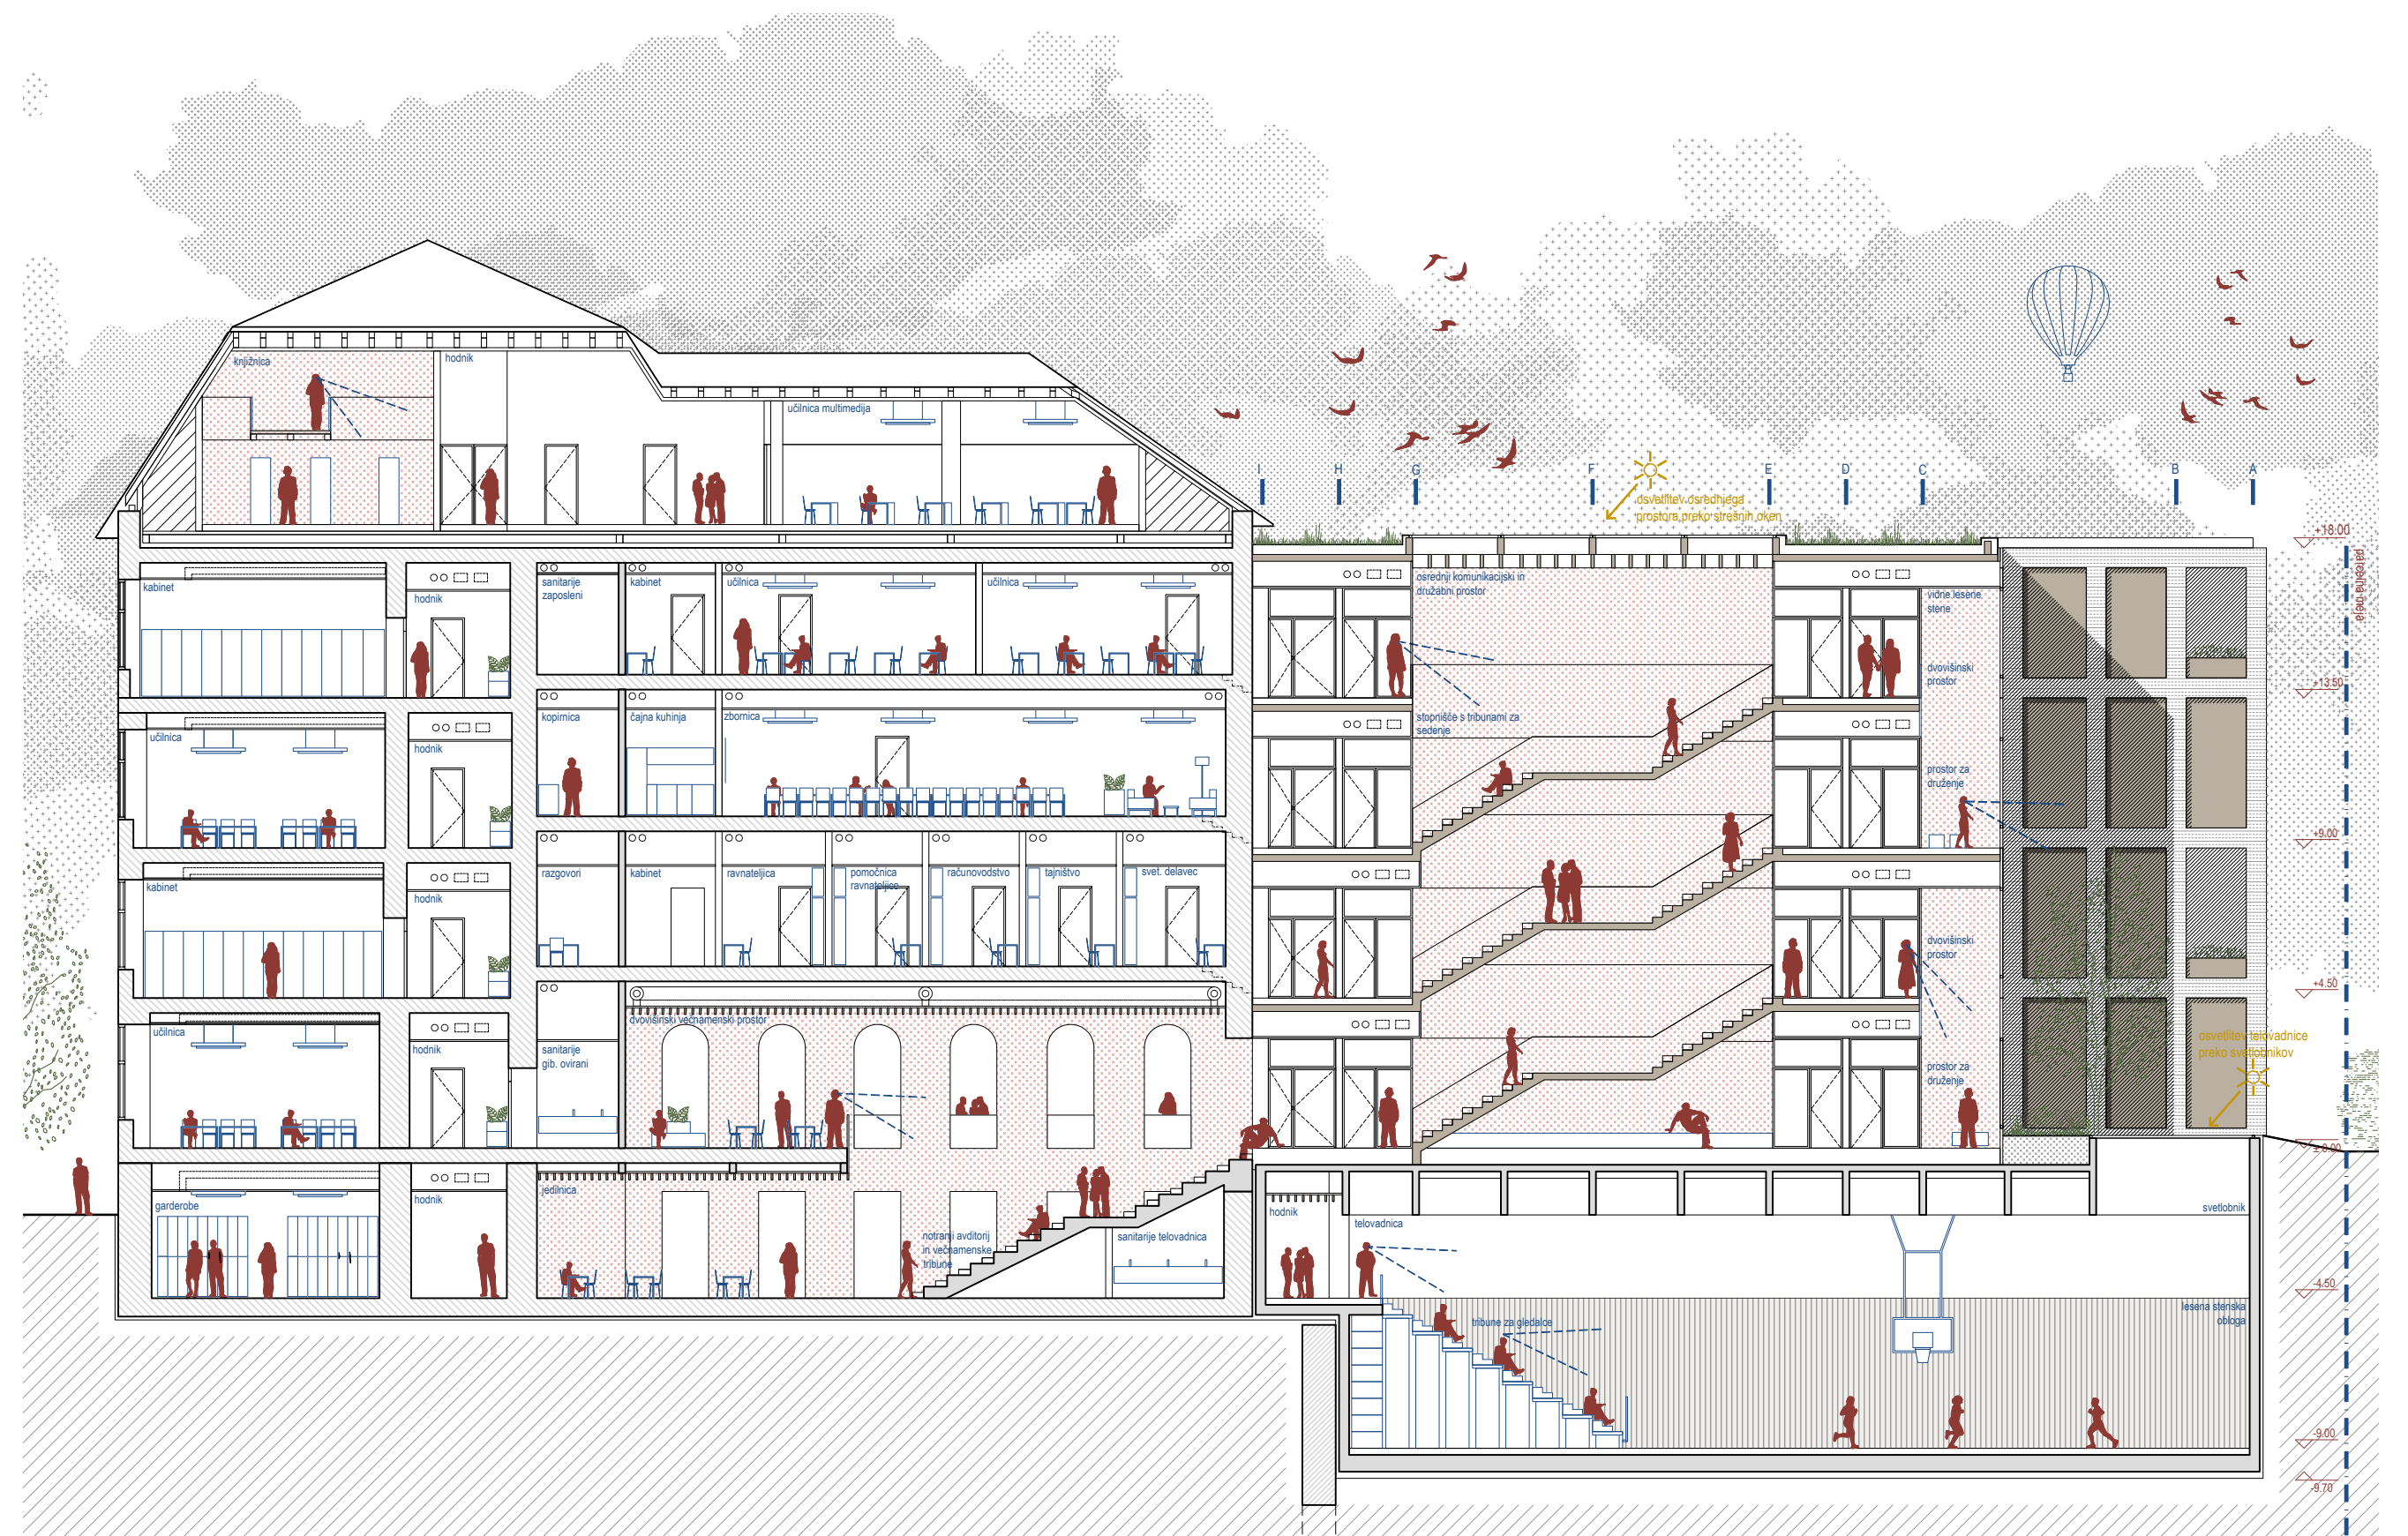 knjižnica
hodnik
učilnica multimedija
I
H
G
F
E
D
C
B
A
osvetlitev osrednjega
prostora preko strešnih oken
+18.00
parcelna meja
kabinet
hodnik
sanitarije
zaposleni
kabinet
učilnica
učilnica
osrednji komunikacijski in
družabni prostor
vidne lesene
stene
dvovišinski
prostor
+13.50
učilnica
hodnik
kopirnica
čajna kuhinja
zbornica
stopnišče s tribunami za
sedenje
prostor za
druženje
+9.00
kabinet
hodnik
razgovori
kabinet
ravnateljica
pomočnica
ravnateljice
računovodstvo
tajništvo
svet. delavec
dvovišinski
prostor
+4.50
učilnica
hodnik
sanitarije
gib. ovirani
dvovišinski večnamenski prostor
prostor za
druženje
osvetlitev telovadnice
preko svetlobnikov
±0.00
garderobe
hodnik
jedilnica
notranji avditorij
in večnamenske
tribune
sanitarije telovadnica
hodnik
telovadnica
svetlobnik
-4.50
tribune za gledalce
lesena stenska
obloga
-9.00
-9.70